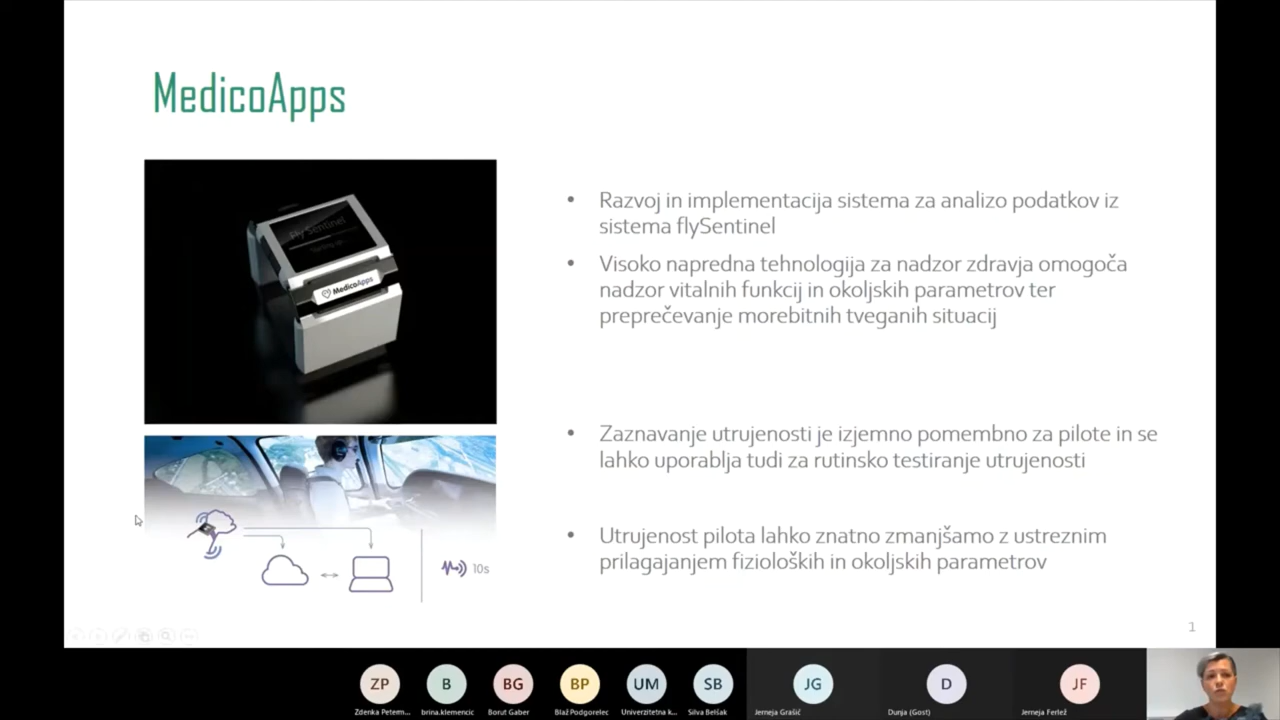 MedicoApps
Fly Sentinel
MedicoApps
10s
• Razvoj in implementacija sistema za analizo podatkov iz
sistema flySentinel
• Visoko napredna tehnologija za nadzor zdravja omogoča
nadzor vitalnih funkcij in okoljskih parametrov ter
preprečevanje morebitnih tveganih situacij
• Zaznavanje utrujenosti je izjemno pomembno za pilote in se
lahko uporablja tudi za rutinsko testiranje utrujenosti
• Utrujenost pilota lahko znatno zmanjšamo z ustreznim
prilagajanjem fizioloških in okoljskih parametrov
1
ZP B BG BP UM SB JG D JF
Zdenka Peterm... brina.klemencic Borut Gaber Blaž Podgorelec Univerzitetna k... Silva Belšak Jerneja Grašič Dunja (Gost) Jerneja Ferlež